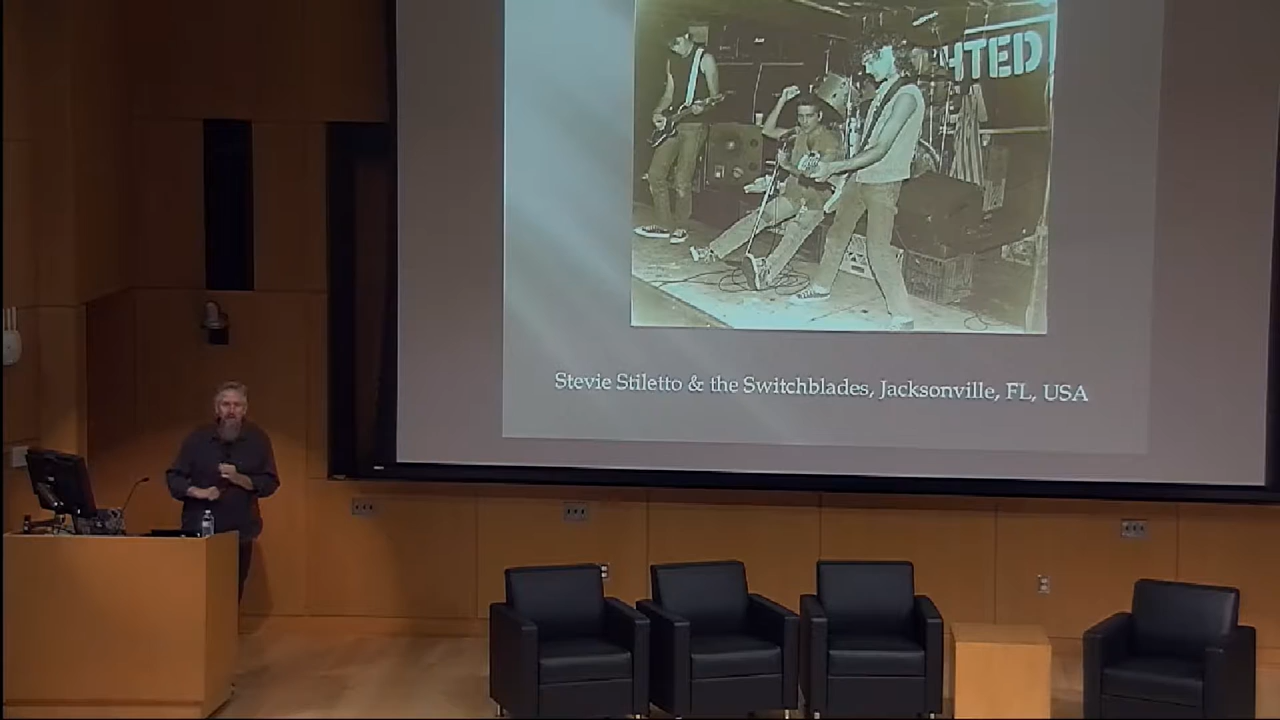 HTED
Stevie Stiletto & the Switchblades, Jacksonville, FL, USA